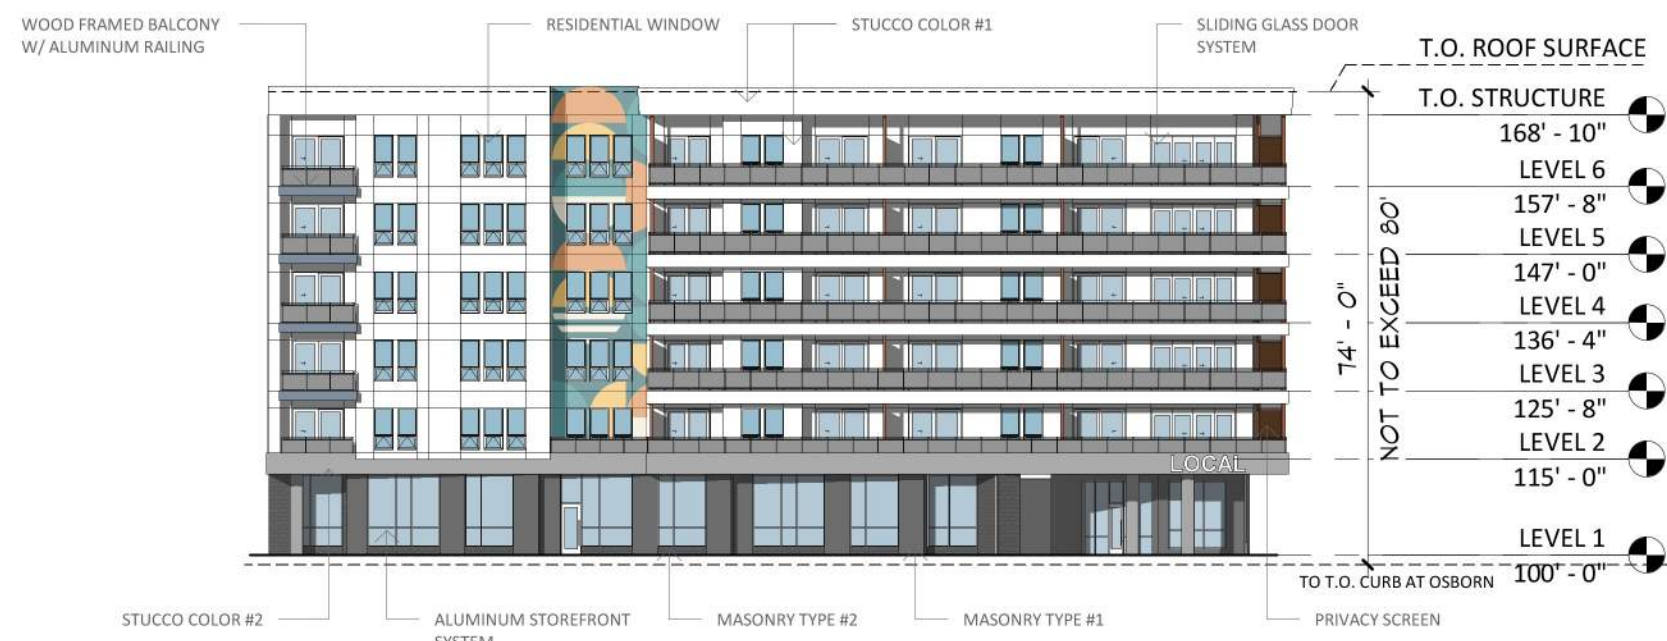 WOOD FRAMED BALCONY
W/ ALUMINUM RAILING
RESIDENTIAL WINDOW
STUCCO COLOR #1
SLIDING GLASS DOOR
SYSTEM
T.O. ROOF SURFACE
T.O. STRUCTURE
168' - 10"
LEVEL 6
157' - 8"
LEVEL 5
147' - 0"
LEVEL 4
136' - 4"
LEVEL 3
125' - 8"
LEVEL 2
115' - 0"
LEVEL 1
100' - 0"
74' - 0"
NOT TO EXCEED 80'
LOCAL
TO T.O. CURB AT OSBORN
STUCCO COLOR #2
ALUMINUM STOREFRONT
SYSTEM
MASONRY TYPE #2
MASONRY TYPE #1
PRIVACY SCREEN